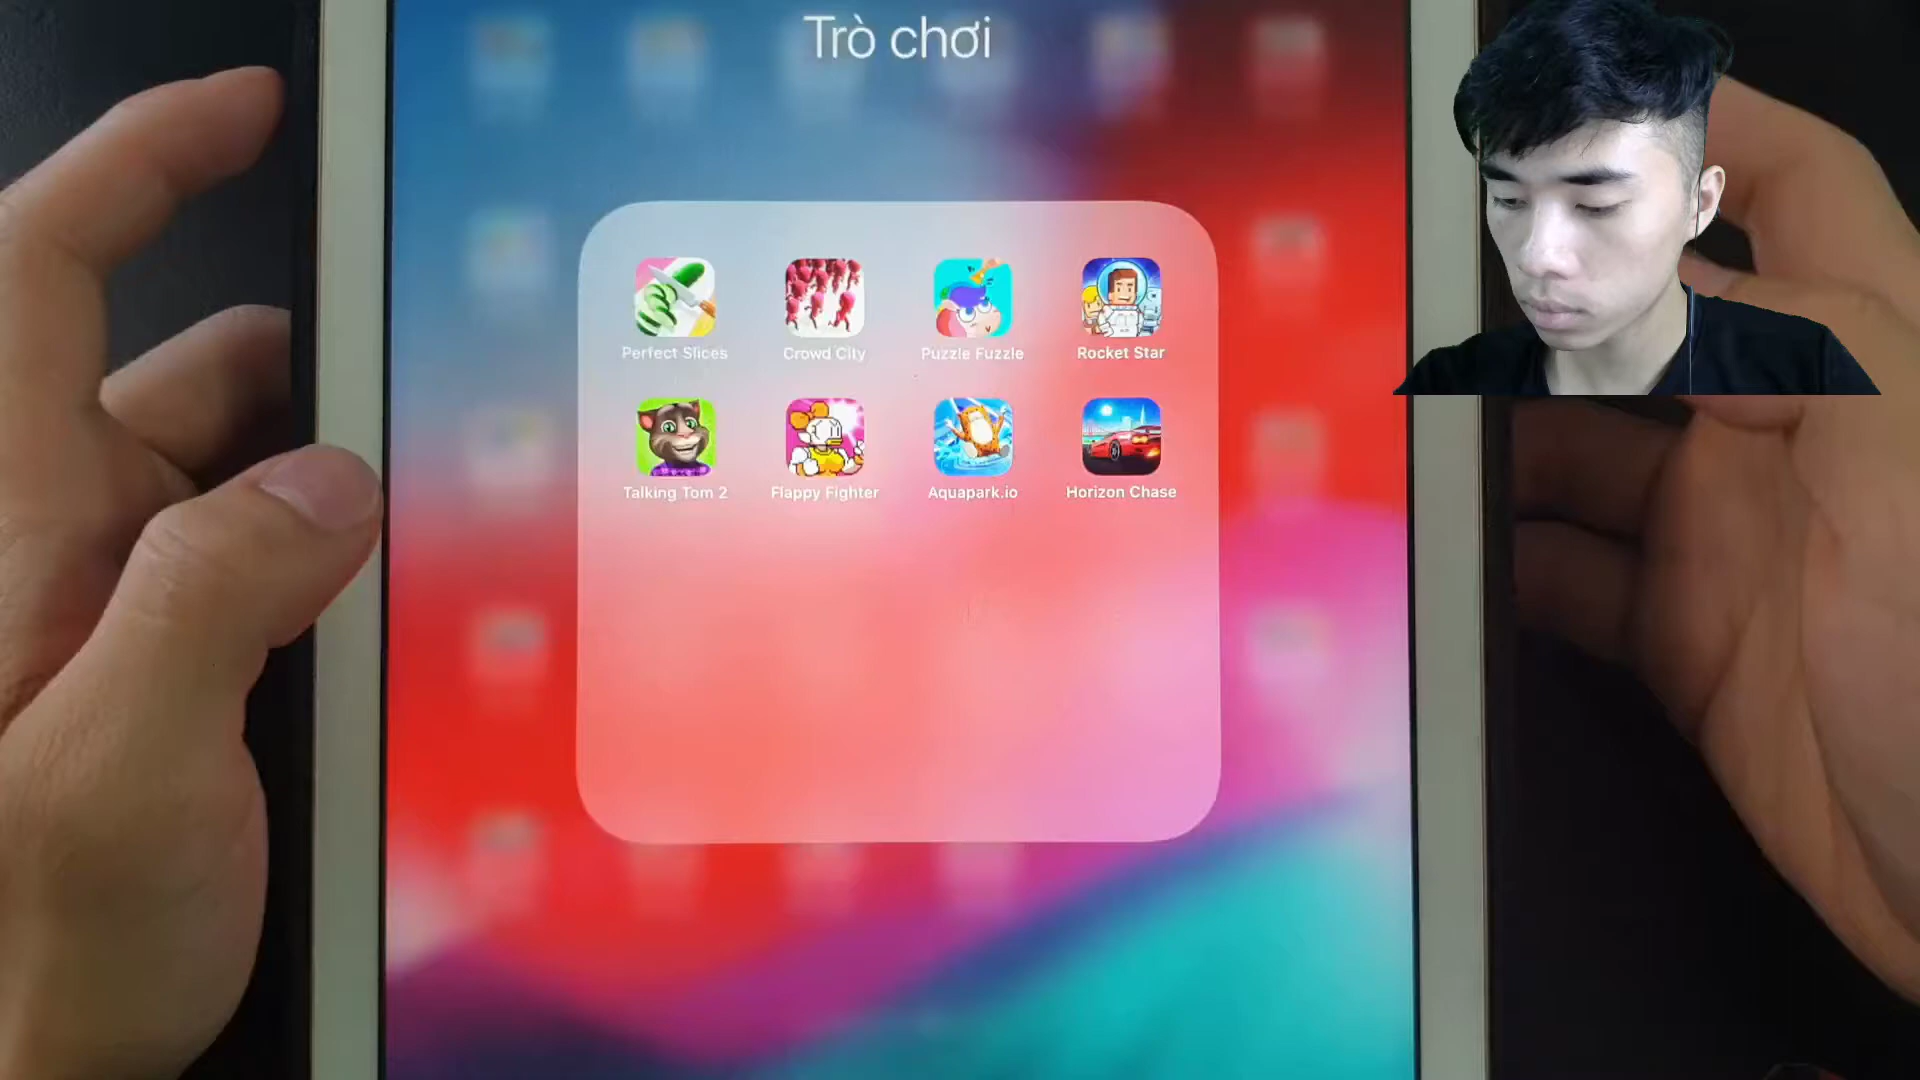 Trò chơi
Perfect Slices Crowd City Puzzle Fuzzle Rocket Star
Talking Tom 2 Flappy Fighter Aquapark.io Horizon Chase